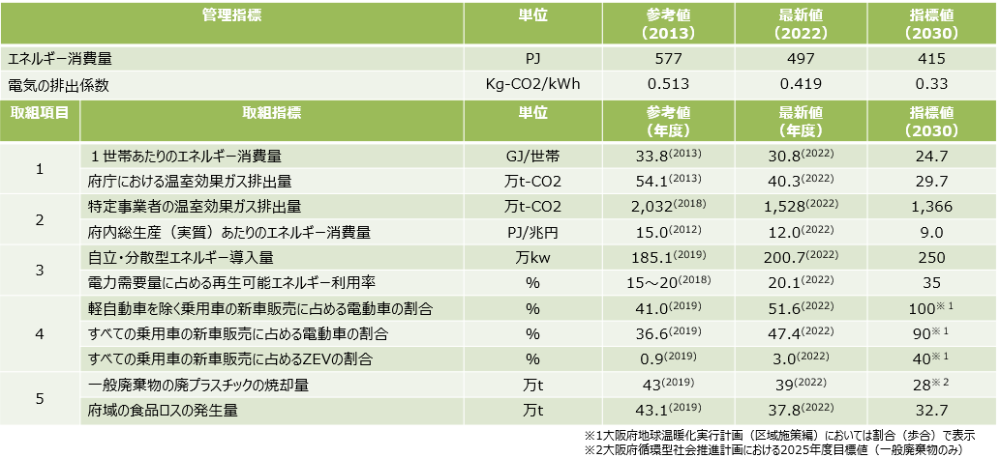 管理指標 単位 参考値 最新値 指標値
(2013) (2022) (2030)
エネルギー消費量 PJ 577 497 415
電気の排出係数 Kg-CO2/kWh 0.513 0.419 0.33
取組項目 取組指標 単位 参考値 最新値 指標値
(年度) (年度) (2030)
1 １世帯あたりのエネルギー消費量 GJ/世帯 33.8(2013) 30.8(2022) 24.7
府庁における温室効果ガス排出量 万t-CO2 54.1(2013) 40.3(2022) 29.7
2 特定事業者の温室効果ガス排出量 万t-CO2 2,032(2018) 1,528(2022) 1,366
府内総生産（実質）あたりのエネルギー消費量 PJ/兆円 15.0(2012) 12.0(2022) 9.0
3 自立・分散型エネルギー導入量 万kw 185.1(2019) 200.7(2022) 250
電力需要量に占める再生可能エネルギー利用率 % 15～20(2018) 20.1(2022) 35
4 軽自動車を除く乗用車の新車販売に占める電動車の割合 % 41.0(2019) 51.6(2022) 100※1
すべての乗用車の新車販売に占める電動車の割合 % 36.6(2019) 47.4(2022) 90※1
すべての乗用車の新車販売に占めるZEVの割合 % 0.9(2019) 3.0(2022) 40※1
5 一般廃棄物の廃プラスチックの焼却量 万t 43(2019) 39(2022) 28※2
府域の食品ロスの発生量 万t 43.1(2019) 37.8(2022) 32.7
※1大阪府地球温暖化実行計画（区域施策編）においては割合（歩合）で表示
※2大阪府循環型社会推進計画における2025年度目標値（一般廃棄物のみ）